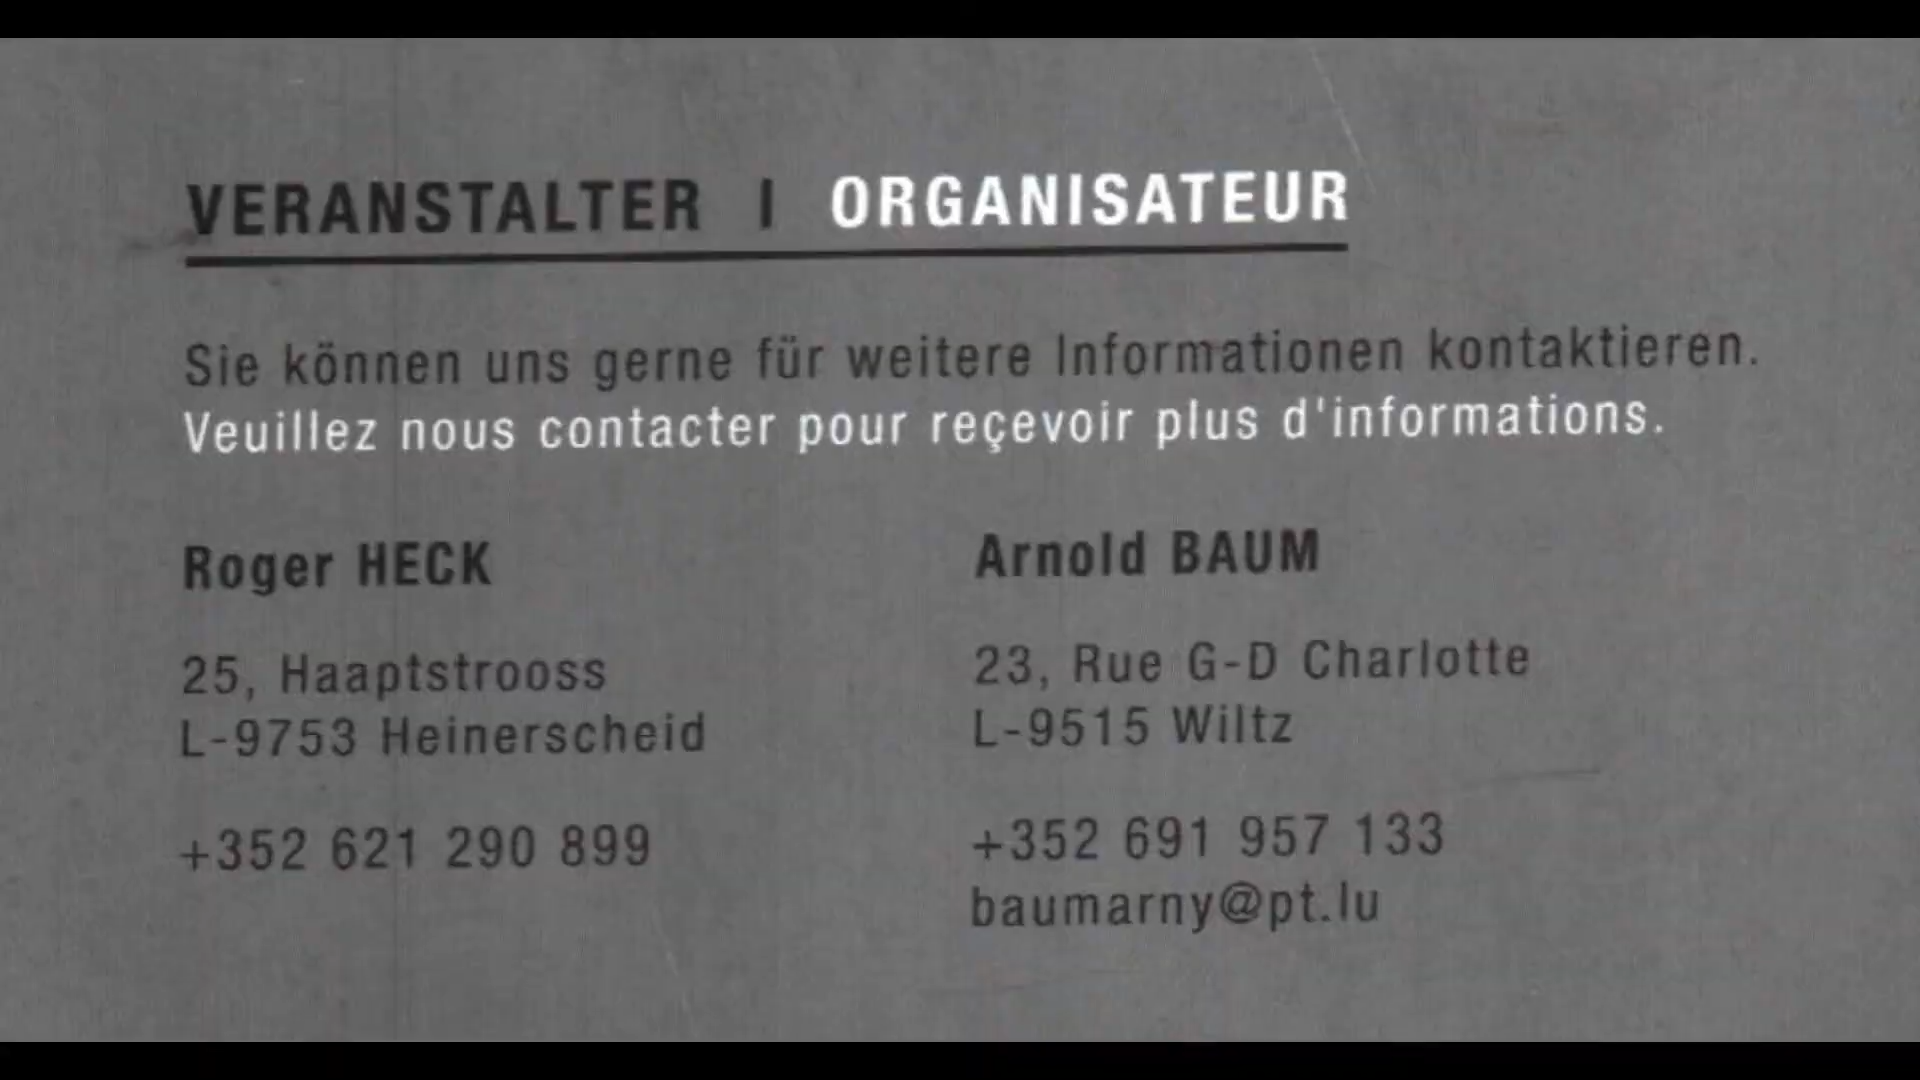 VERANSTALTER | ORGANISATEUR
Sie können uns gerne für weitere Informationen kontaktieren.
Veuillez nous contacter pour reçevoir plus d'informations.
Roger HECK
25, Haaptstrooss
L-9753 Heinerscheid
+352 621 290 899
Arnold BAUM
23, Rue G-D Charlotte
L-9515 Wiltz
+352 691 957 133
baumarny@pt.lu